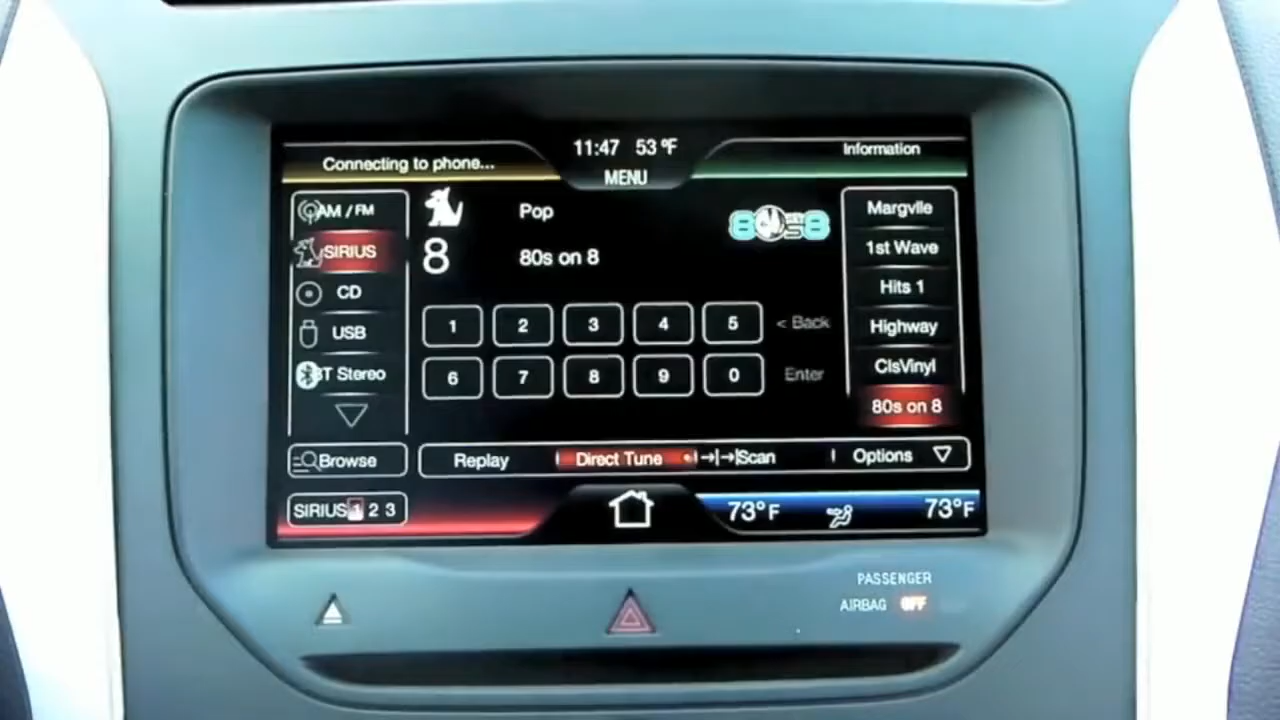 11:47 53 °F
Connecting to phone...
Information
MENU
AM / FM
SIRIUS
CD
USB
BT Stereo
Browse
SIRIUS 1 2 3
Pop
8
80s on 8
80s8
1 2 3 4 5 < Back
6 7 8 9 0 Enter
Margvlle
1st Wave
Hits 1
Highway
ClsVinyl
80s on 8
Replay
Direct Tune
Scan
Options
73°F
73°F
PASSENGER
AIRBAG OFF